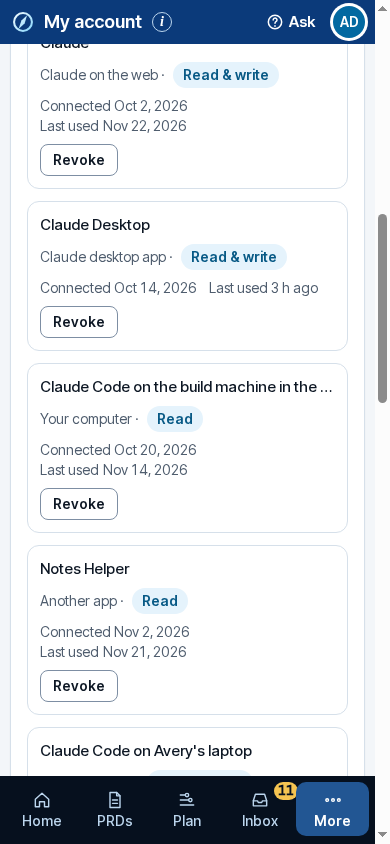 My account
i
Ask
AD
Claude
Claude on the web · Read & write
Connected Oct 2, 2026
Last used Nov 22, 2026
Revoke
Claude Desktop
Claude desktop app · Read & write
Connected Oct 14, 2026 Last used 3 h ago
Revoke
Claude Code on the build machine in the ...
Your computer · Read
Connected Oct 20, 2026
Last used Nov 14, 2026
Revoke
Notes Helper
Another app · Read
Connected Nov 2, 2026
Last used Nov 21, 2026
Revoke
Claude Code on Avery's laptop
11
Home
PRDs
Plan
Inbox
More